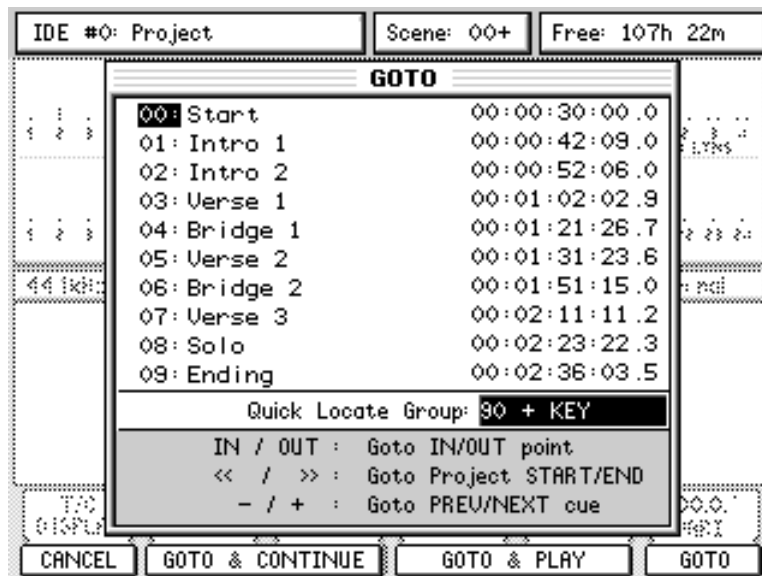 IDE #0: Project
Scene: 00+
Free: 107h 22m
GOTO
00: Start 00:00:30:00.0
01: Intro 1 00:00:42:09.0
02: Intro 2 00:00:52:06.0
03: Verse 1 00:01:02:02.9
04: Bridge 1 00:01:21:26.7
05: Verse 2 00:01:31:23.6
06: Bridge 2 00:01:51:15.0
07: Verse 3 00:02:11:11.2
08: Solo 00:02:23:22.3
09: Ending 00:02:36:03.5
Quick Locate Group: 90 + KEY
IN / OUT : Goto IN/OUT point
<< / >> : Goto Project START/END
- / + : Goto PREV/NEXT cue
T/C
CANCEL
GOTO & CONTINUE
GOTO & PLAY
GOTO